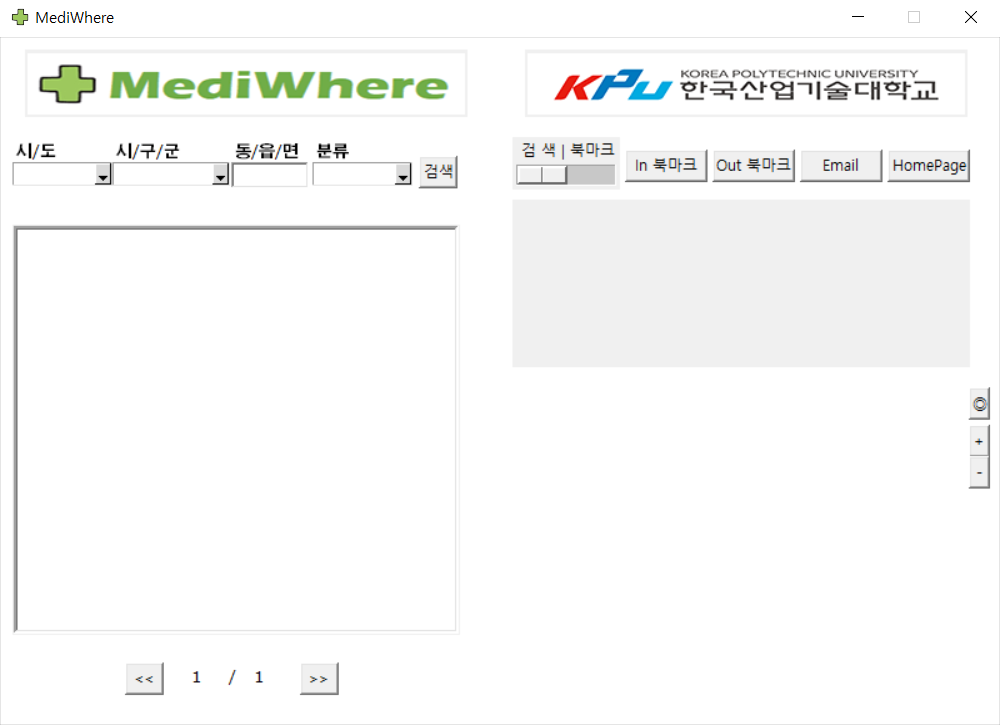 MediWhere
MediWhere
KPU KOREA POLYTECHNIC UNIVERSITY
한국산업기술대학교
시/도 시/구/군 동/읍/면 분류
검색
검 색 | 북마크
In 북마크 Out 북마크 Email HomePage
◎
+
-
<< 1 / 1 >>